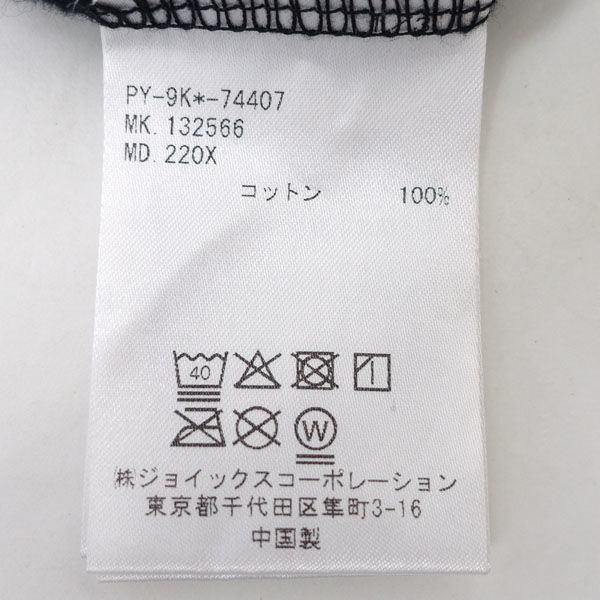 PY-9K*-74407
MK. 132566
MD. 220X
コットン 100%
40
W
㈱ジョイックスコーポレーション
東京都千代田区隼町3-16
中国製